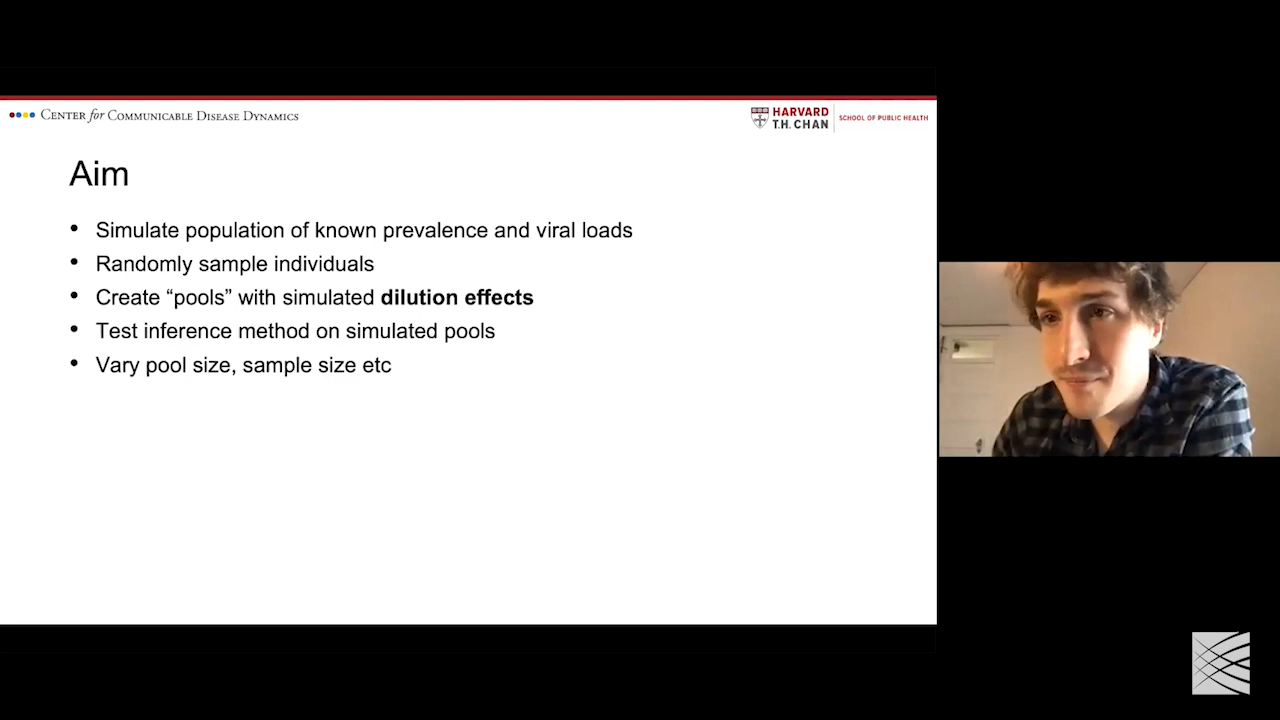 CENTER for COMMUNICABLE DISEASE DYNAMICS
HARVARD
T.H. CHAN
SCHOOL OF PUBLIC HEALTH
Aim
• Simulate population of known prevalence and viral loads
• Randomly sample individuals
• Create “pools” with simulated dilution effects
• Test inference method on simulated pools
• Vary pool size, sample size etc